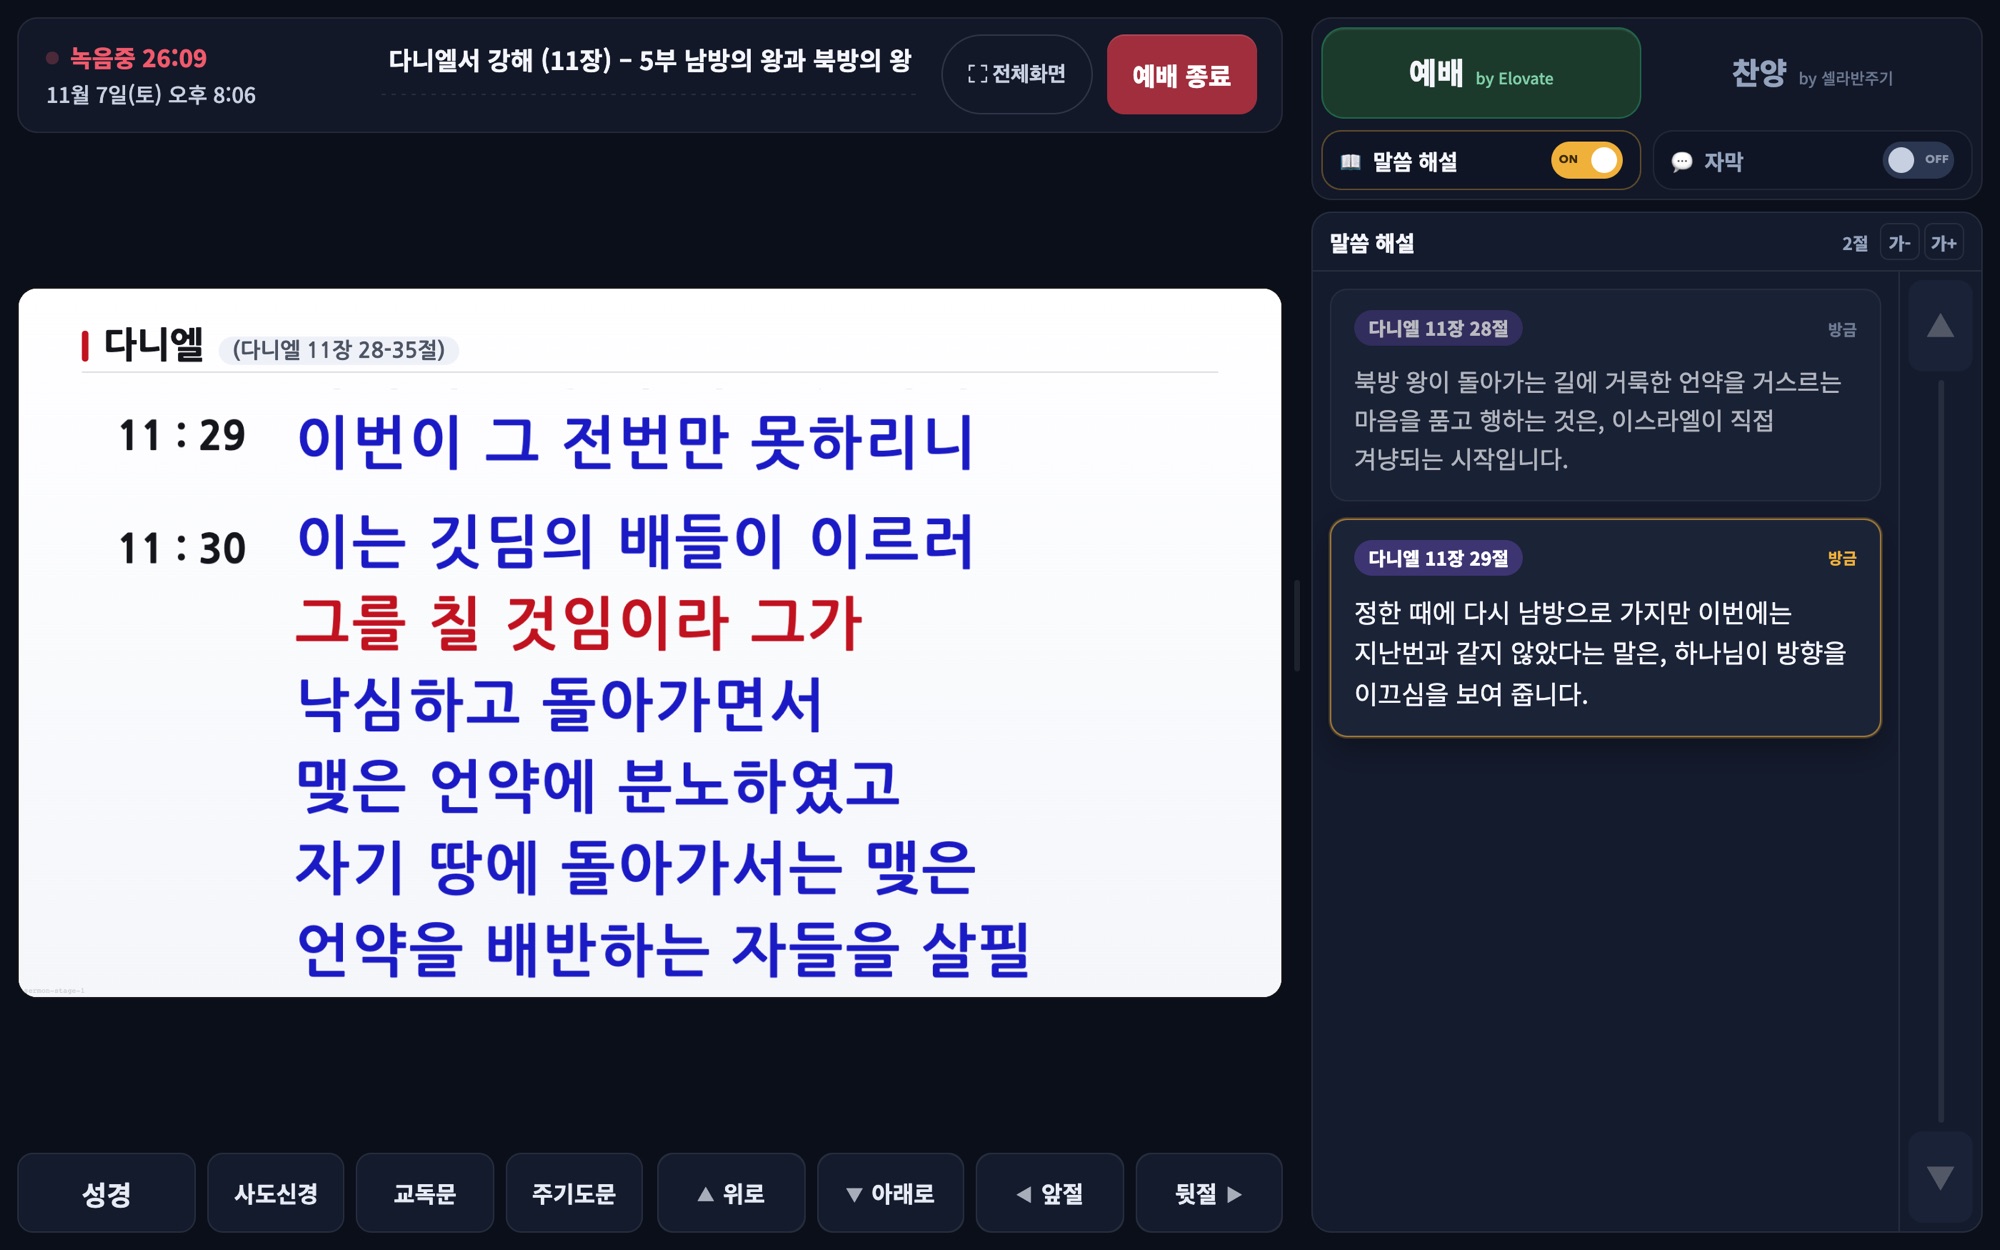 녹음중 26:09
11월 7일(토) 오후 8:06
다니엘서 강해 (11장) – 5부 남방의 왕과 북방의 왕
전체화면
예배 종료
다니엘 (다니엘 11장 28-35절)
11 : 29 이번이 그 전번만 못하리니
11 : 30 이는 깃딤의 배들이 이르러
그를 칠 것임이라 그가
낙심하고 돌아가면서
맺은 언약에 분노하였고
자기 땅에 돌아가서는 맺은
언약을 배반하는 자들을 살필
성경
사도신경
교독문
주기도문
▲ 위로
▼ 아래로
◀ 앞절
뒷절 ▶
예배 by Elovate
찬양 by 셀라반주기
말씀 해설 ON
자막 OFF
말씀 해설
2절 가- 가+
다니엘 11장 28절 방금
북방 왕이 돌아가는 길에 거룩한 언약을 거스르는
마음을 품고 행하는 것은, 이스라엘이 직접
겨냥되는 시작입니다.
다니엘 11장 29절 방금
정한 때에 다시 남방으로 가지만 이번에는
지난번과 같지 않았다는 말은, 하나님이 방향을
이끄심을 보여 줍니다.